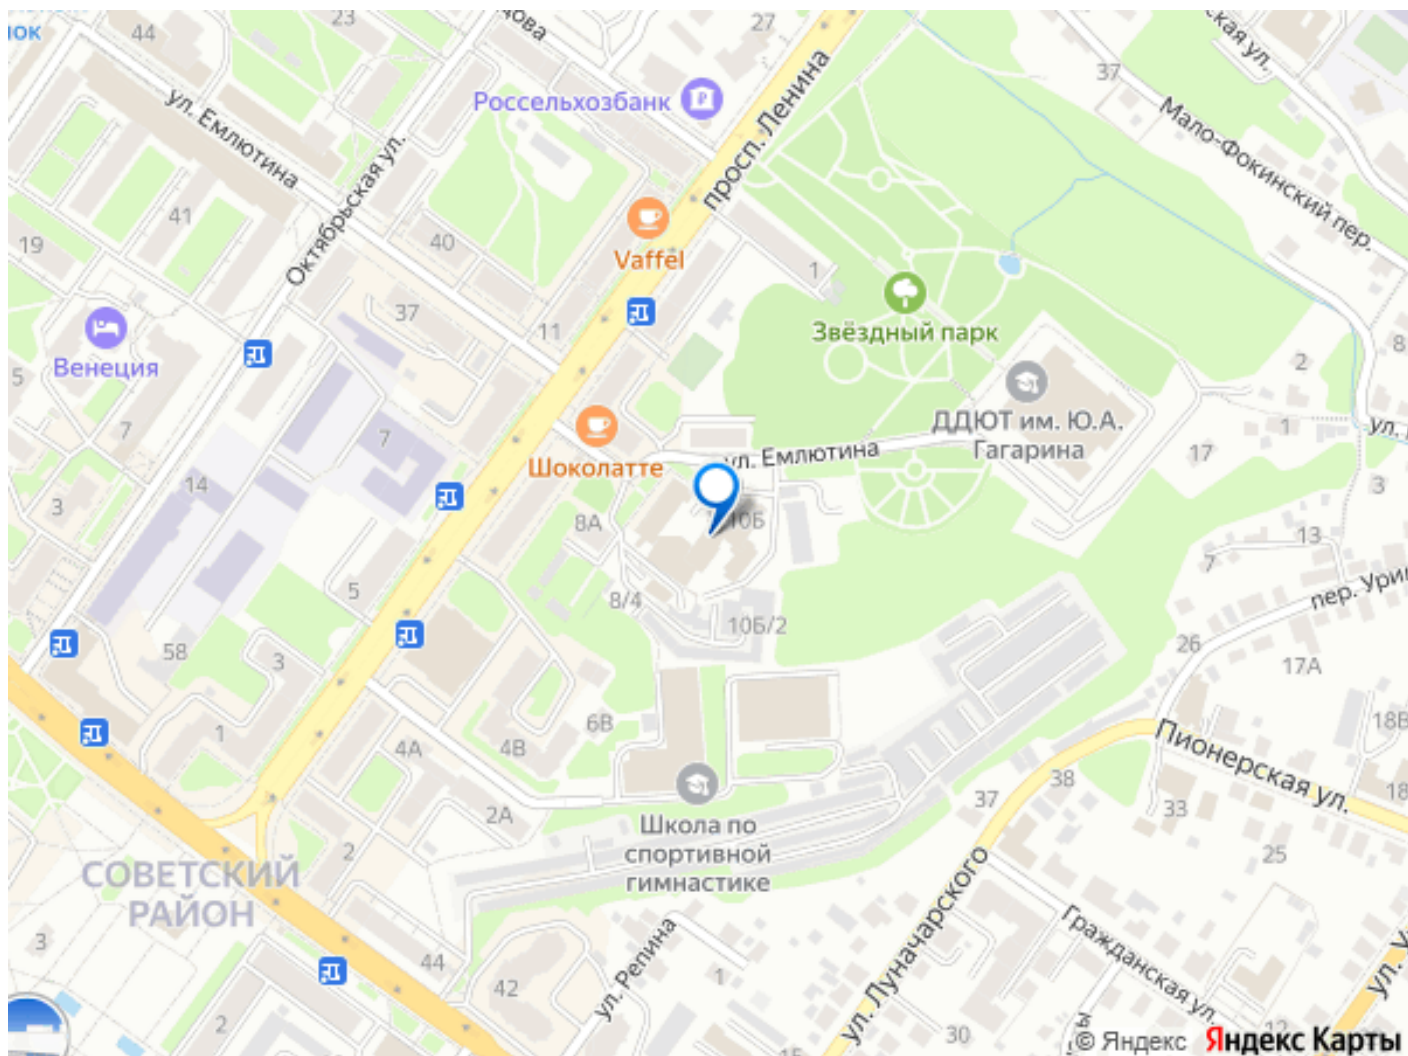 44
23
27
37
Россельхозбанк
просп. Ленина
ул. Емлютина
Октябрьская ул.
Мало-Фокинский пер.
41
40
19
Vaffel
1
37
11
Звёздный парк
Венеция
5
2
8
7
7
ДДЮТ им. Ю.А.
Гагарина
Шоколатте
ул. Емлютина
1
17
3
14
3
8А
10Б
13
7
5
8/4
10Б/2
пер. Ури
26
17А
58
3
1
6В
4А
4В
18В
Пионерская ул.
38
37
33
18
2А
2
Школа по
спортивной
гимнастике
25
СОВЕТСКИЙ
РАЙОН
ул. Луначарского
Гражданская ул.
ул. Репина
3
44
42
1
2
30
12
15
© Яндекс
Яндекс Карты